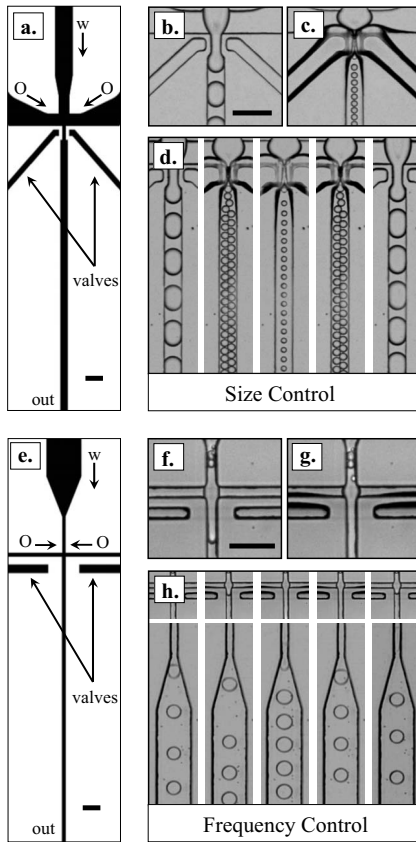 a.
w
O O
valves
out
b.
c.
d.
Size Control
e.
w
O O
valves
out
f.
g.
h.
Frequency Control